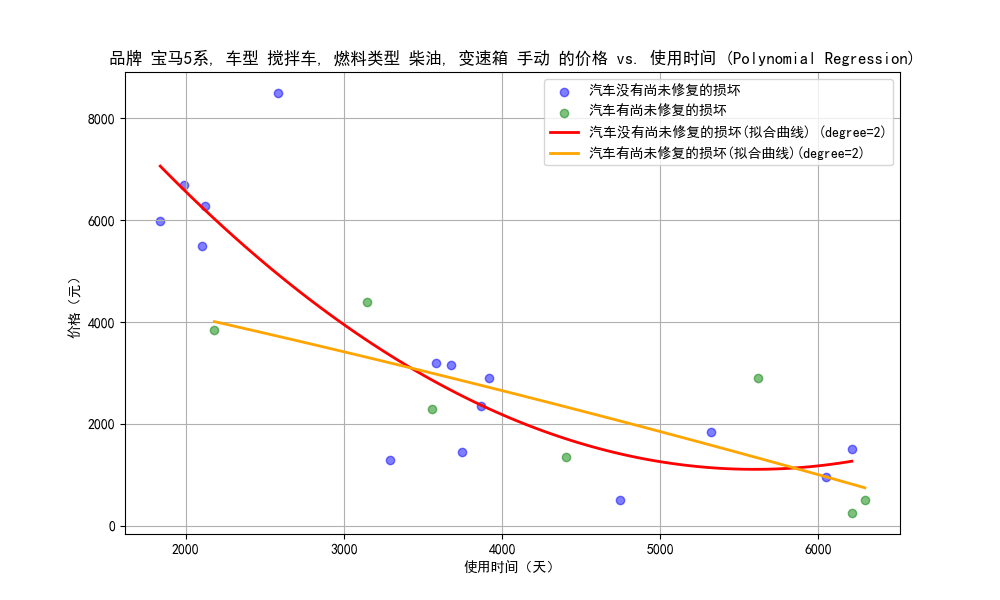 品牌 宝马5系, 车型 搅拌车, 燃料类型 柴油, 变速箱 手动 的价格 vs. 使用时间 (Polynomial Regression)
汽车没有尚未修复的损坏
汽车有尚未修复的损坏
汽车没有尚未修复的损坏(拟合曲线) (degree=2)
汽车有尚未修复的损坏(拟合曲线)(degree=2)
价格（元）
8000
6000
4000
2000
0
2000 3000 4000 5000 6000
使用时间（天）